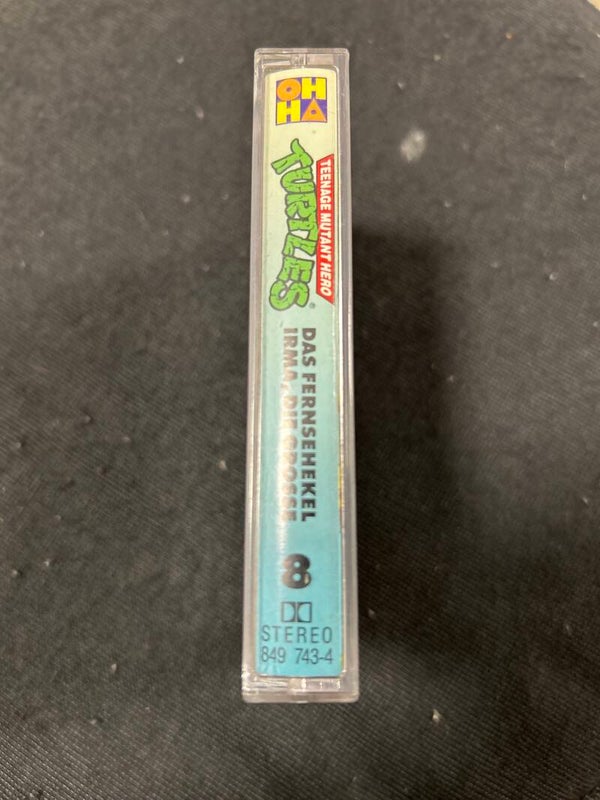 OH
HA
TEENAGE MUTANT HERO
TURTLES
®
DAS FERNSEHEKEL
IRMA, DIE GROSSE
8
STEREO
849 743-4